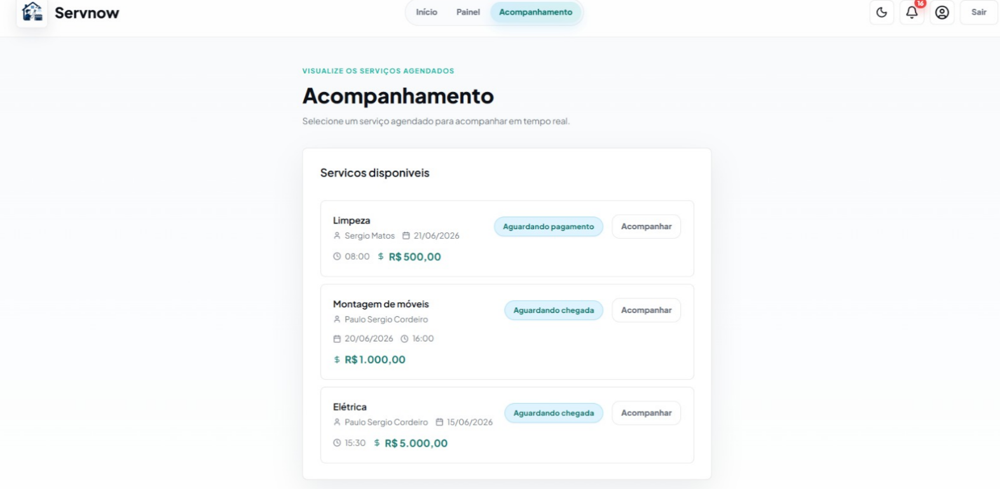 Servnow
Início Painel Acompanhamento
16
Sair
VISUALIZE OS SERVIÇOS AGENDADOS
Acompanhamento
Selecione um serviço agendado para acompanhar em tempo real.
Servicos disponiveis
Limpeza
Sergio Matos 21/06/2026
08:00 $ R$ 500,00
Aguardando pagamento Acompanhar
Montagem de móveis
Paulo Sergio Cordeiro
20/06/2026 16:00
$ R$ 1.000,00
Aguardando chegada Acompanhar
Elétrica
Paulo Sergio Cordeiro 15/06/2026
15:30 $ R$ 5.000,00
Aguardando chegada Acompanhar